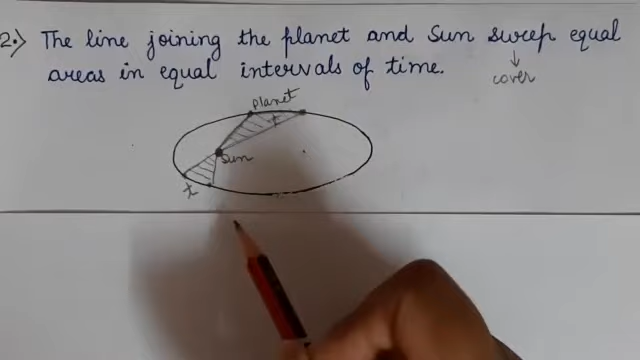 2.) The line joining the planet and Sun sweep equal
areas in equal intervals of time.
cover
planet
t
Sun
t